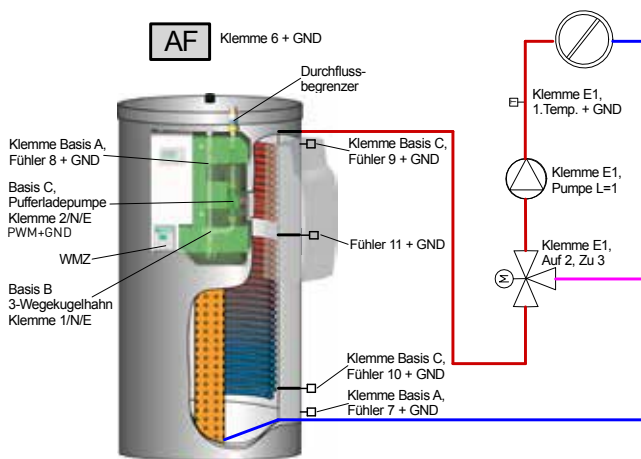 AF
Klemme 6 + GND
Durchfluss-
begrenzer
Klemme Basis A,
Fühler 8 + GND
Basis C,
Pufferladepumpe
Klemme 2/N/E
PWM+GND
WMZ
Basis B
3-Wegekugelhahn
Klemme 1/N/E
Klemme Basis C,
Fühler 9 + GND
Fühler 11 + GND
Klemme Basis C,
Fühler 10 + GND
Klemme Basis A,
Fühler 7 + GND
Klemme E1,
1.Temp. + GND
Klemme E1,
Pumpe L=1
Klemme E1,
Auf 2, Zu 3
M